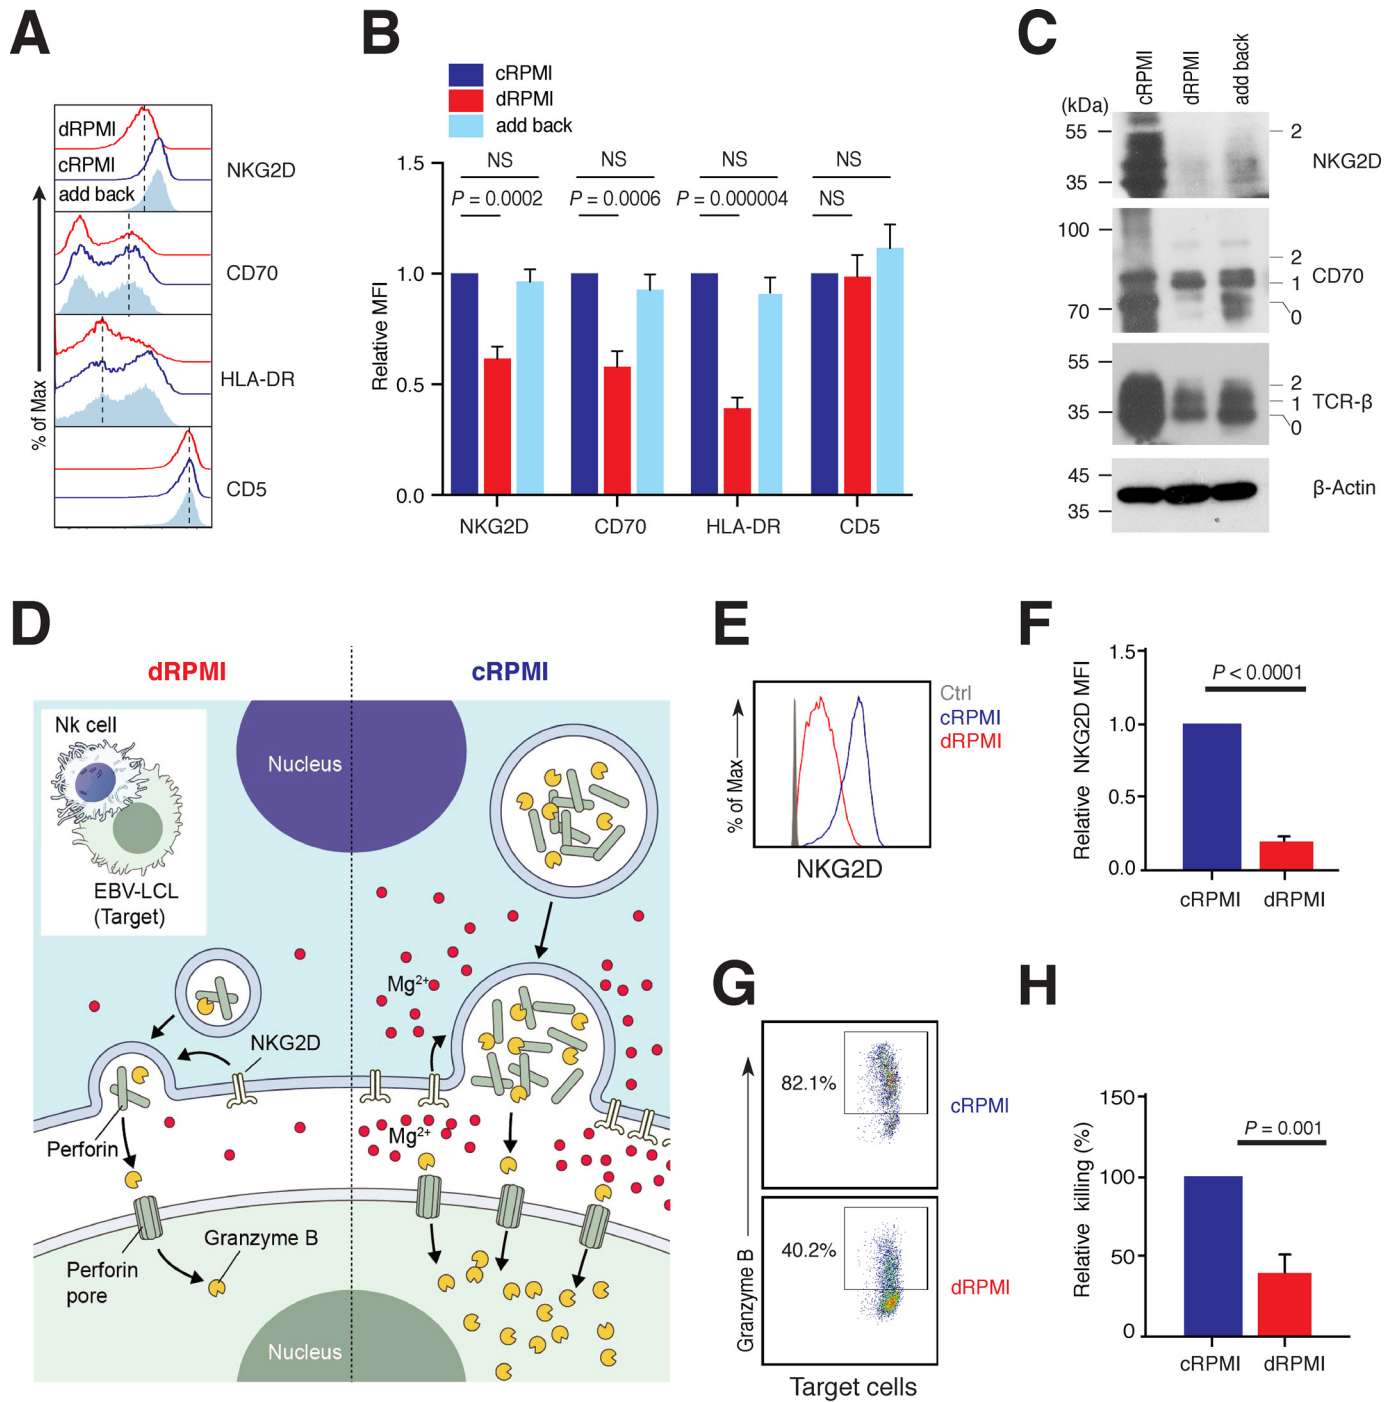 A
dRPMI
cRPMI
add back
NKG2D
CD70
HLA-DR
CD5
% of Max
B
cRPMI
dRPMI
add back
NS NS NS NS
P = 0.0002 P = 0.0006 P = 0.000004 NS
1.5
1.0
0.5
0.0
Relative MFI
NKG2D CD70 HLA-DR CD5
C
cRPMI
dRPMI
add back
(kDa)
55
35
2
NKG2D
100
70
2
1
0
CD70
55
35
2
1
0
TCR-β
45
35
β-Actin
D
dRPMI cRPMI
Nk cell
EBV-LCL
(Target)
Nucleus
Mg2+
NKG2D
Mg2+
Perforin
Granzyme B
Perforin
pore
Nucleus
E
Ctrl
cRPMI
dRPMI
% of Max
NKG2D
F
P < 0.0001
1.5
1.0
0.5
0.0
Relative NKG2D MFI
cRPMI dRPMI
G
82.1%
cRPMI
40.2%
dRPMI
Granzyme B
Target cells
H
P = 0.001
150
100
50
0
Relative killing (%)
cRPMI dRPMI